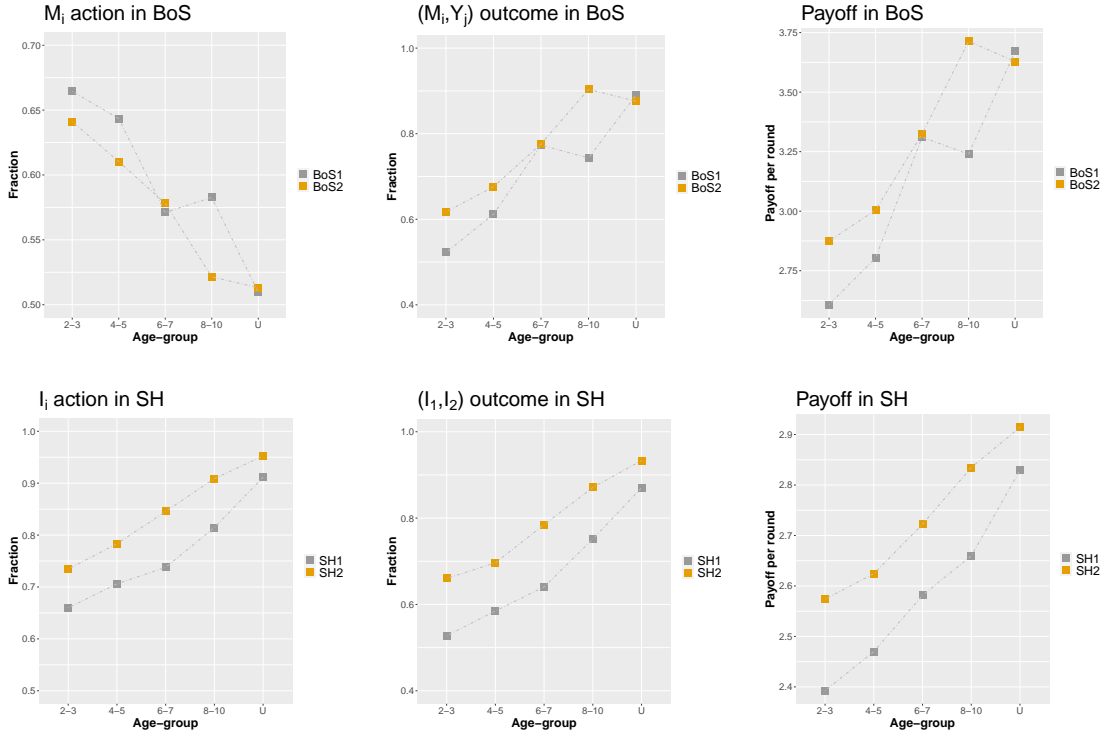 M_i action in BoS
0.70
0.65
0.60
0.55
0.50
Fraction
2−3
4−5
6−7
8−10
U
Age−group
BoS1
BoS2
(M_i,Y_j) outcome in BoS
1.0
0.8
0.6
0.4
Fraction
2−3
4−5
6−7
8−10
U
Age−group
BoS1
BoS2
Payoff in BoS
3.75
3.50
3.25
3.00
2.75
Payoff per round
2−3
4−5
6−7
8−10
U
Age−group
BoS1
BoS2
I_i action in SH
1.0
0.9
0.8
0.7
0.6
0.5
Fraction
2−3
4−5
6−7
8−10
U
Age−group
SH1
SH2
(I_1,I_2) outcome in SH
1.0
0.8
0.6
0.4
Fraction
2−3
4−5
6−7
8−10
U
Age−group
SH1
SH2
Payoff in SH
2.9
2.8
2.7
2.6
2.5
2.4
Payoff per round
2−3
4−5
6−7
8−10
U
Age−group
SH1
SH2